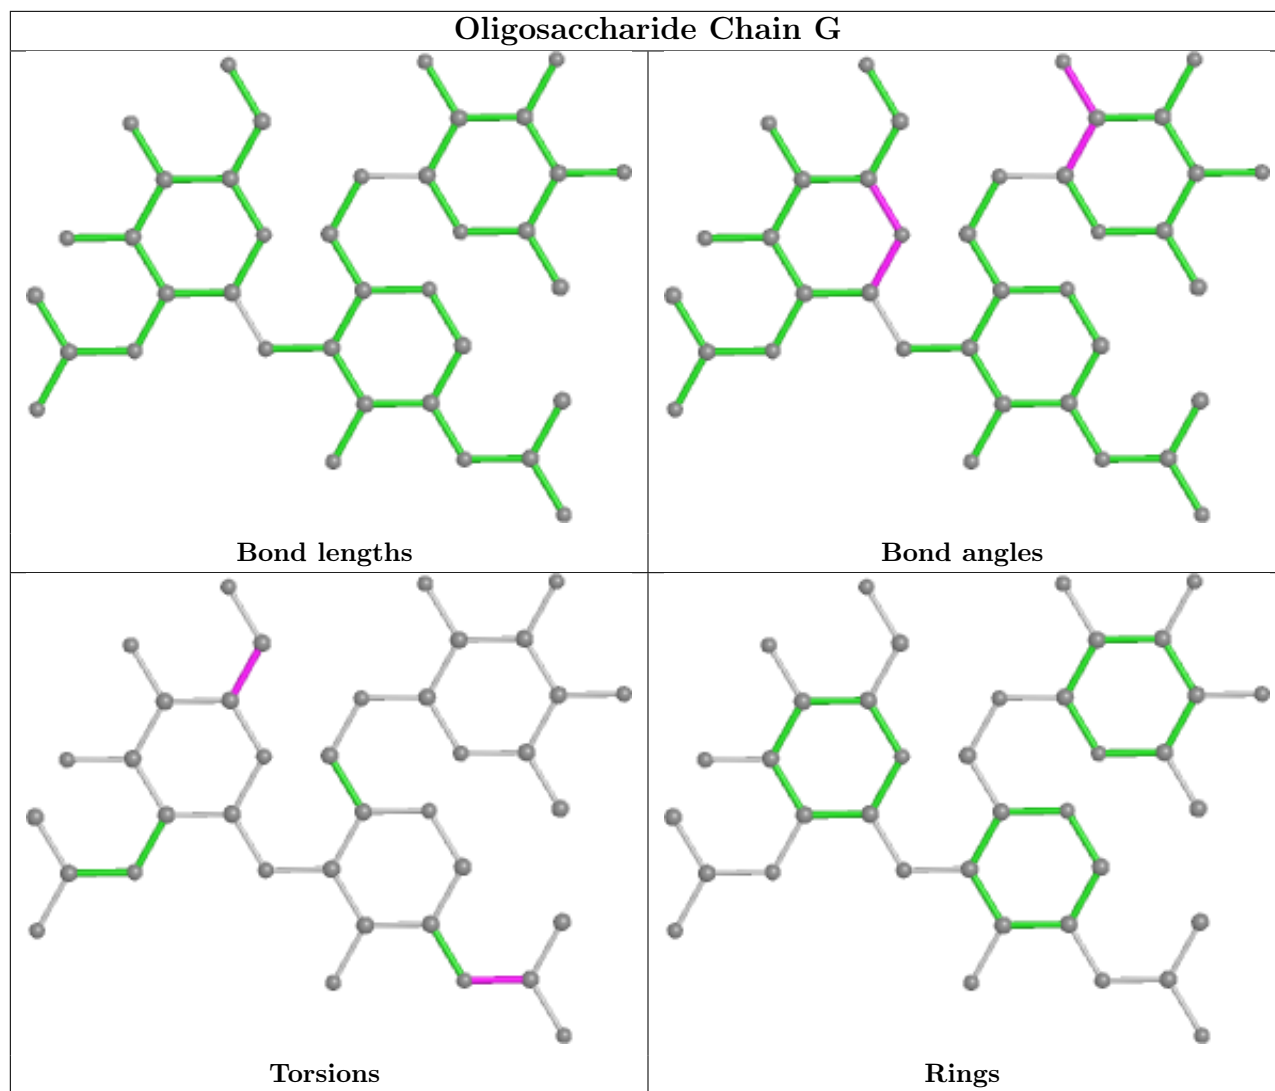 Oligosaccharide Chain G
Bond lengths
Bond angles
Torsions
Rings